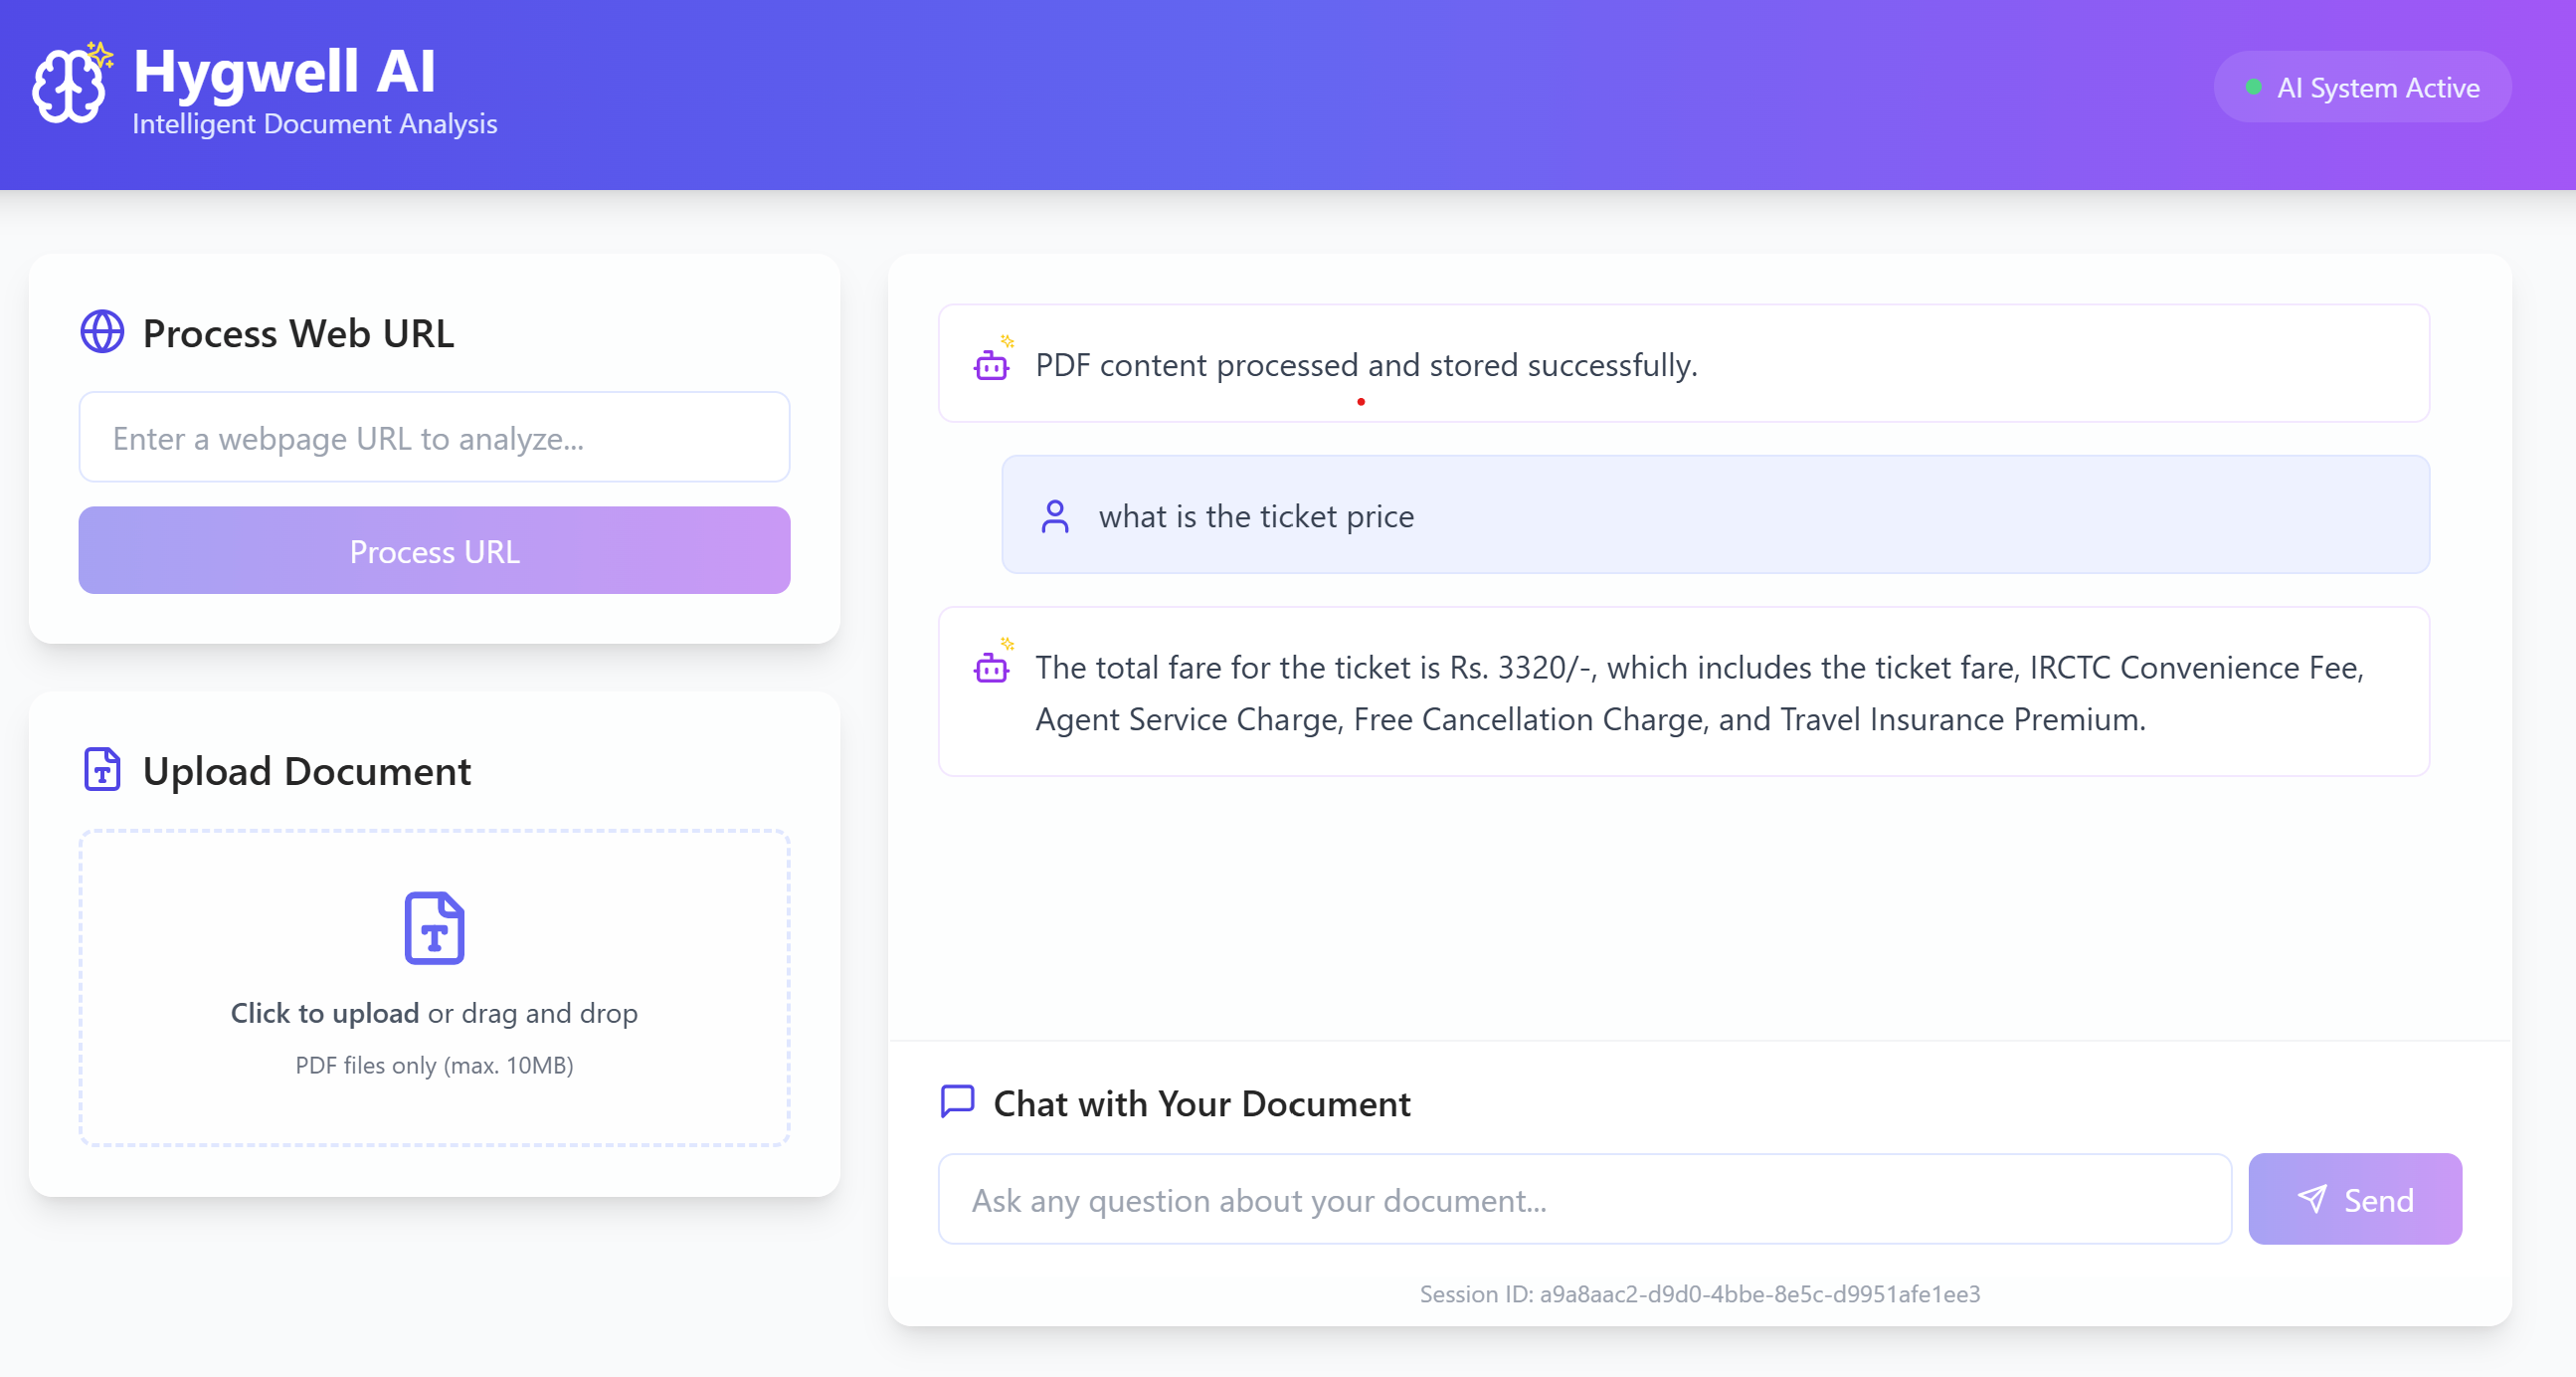 Hygwell AI
Intelligent Document Analysis
AI System Active
Process Web URL
Enter a webpage URL to analyze...
Process URL
Upload Document
Click to upload or drag and drop
PDF files only (max. 10MB)
PDF content processed and stored successfully.
what is the ticket price
The total fare for the ticket is Rs. 3320/-, which includes the ticket fare, IRCTC Convenience Fee,
Agent Service Charge, Free Cancellation Charge, and Travel Insurance Premium.
Chat with Your Document
Ask any question about your document...
Send
Session ID: a9a8aac2-d9d0-4bbe-8e5c-d9951afe1ee3